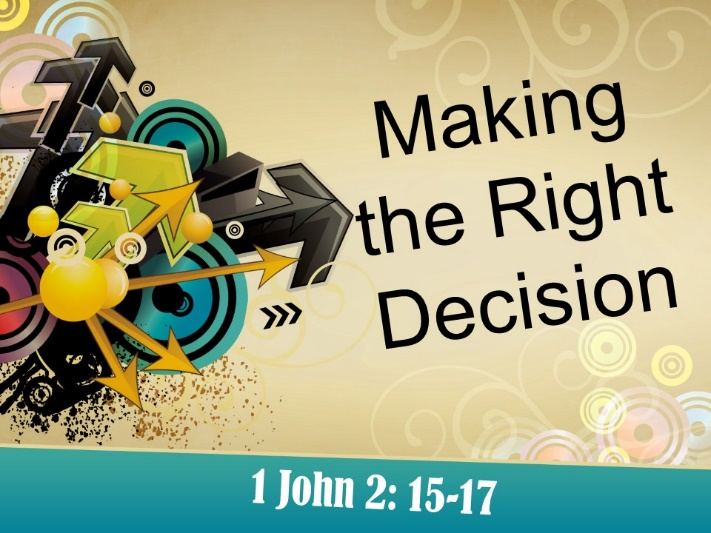 Making
the Right
Decision
1 John 2: 15-17